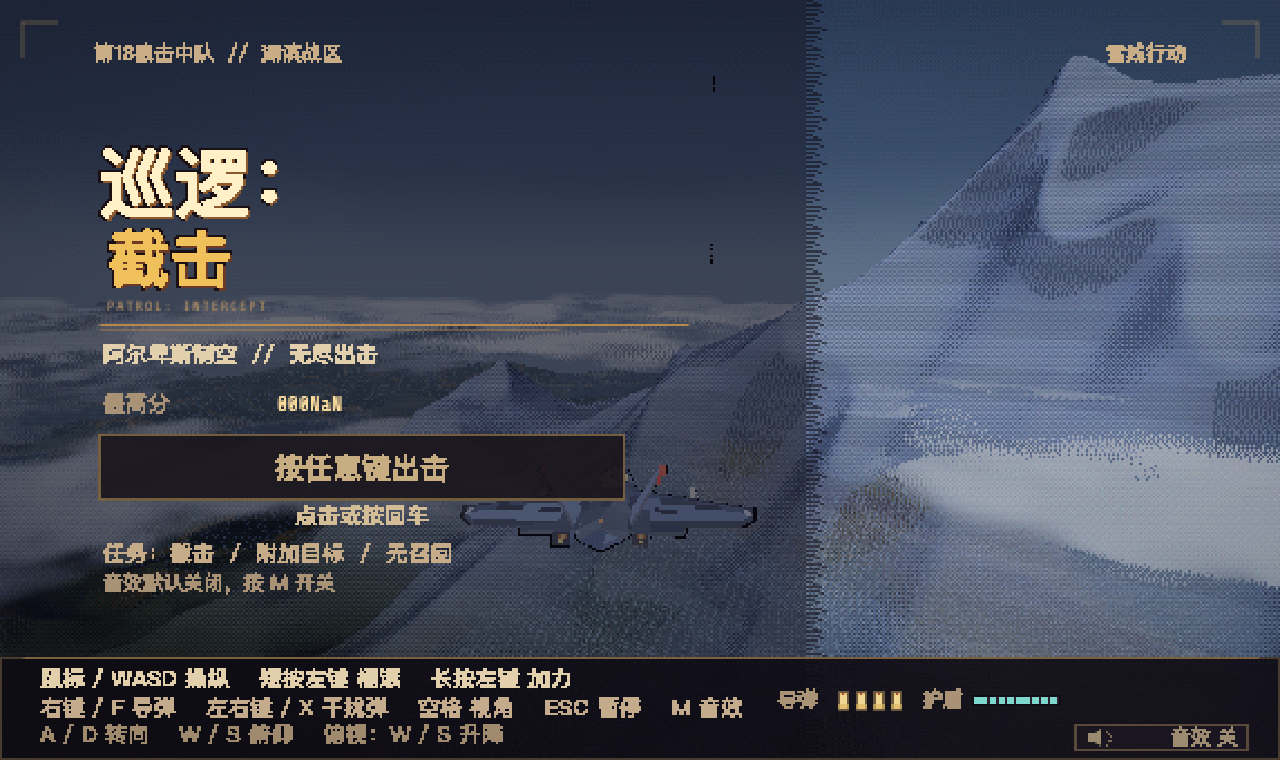 第18截击中队 // 海滨战区
雷线行动
巡逻：
截击
PATROL: INTERCEPT
阿尔卑斯制空 // 无尽出击
最高分 000NaN
按任意键出击
点击或按回车
任务: 截击 / 附加目标 / 无召回
音效默认关闭, 按 M 开关
鼠标 / WASD 操纵 短按左键 机炮 长按左键 加力
右键 / F 导弹 左右键 / X 干扰弹 空格 视角 ESC 暂停 M 音效
导弹 护盾
A / D 转向 W / S 俯仰 W / S 升降
音效 关